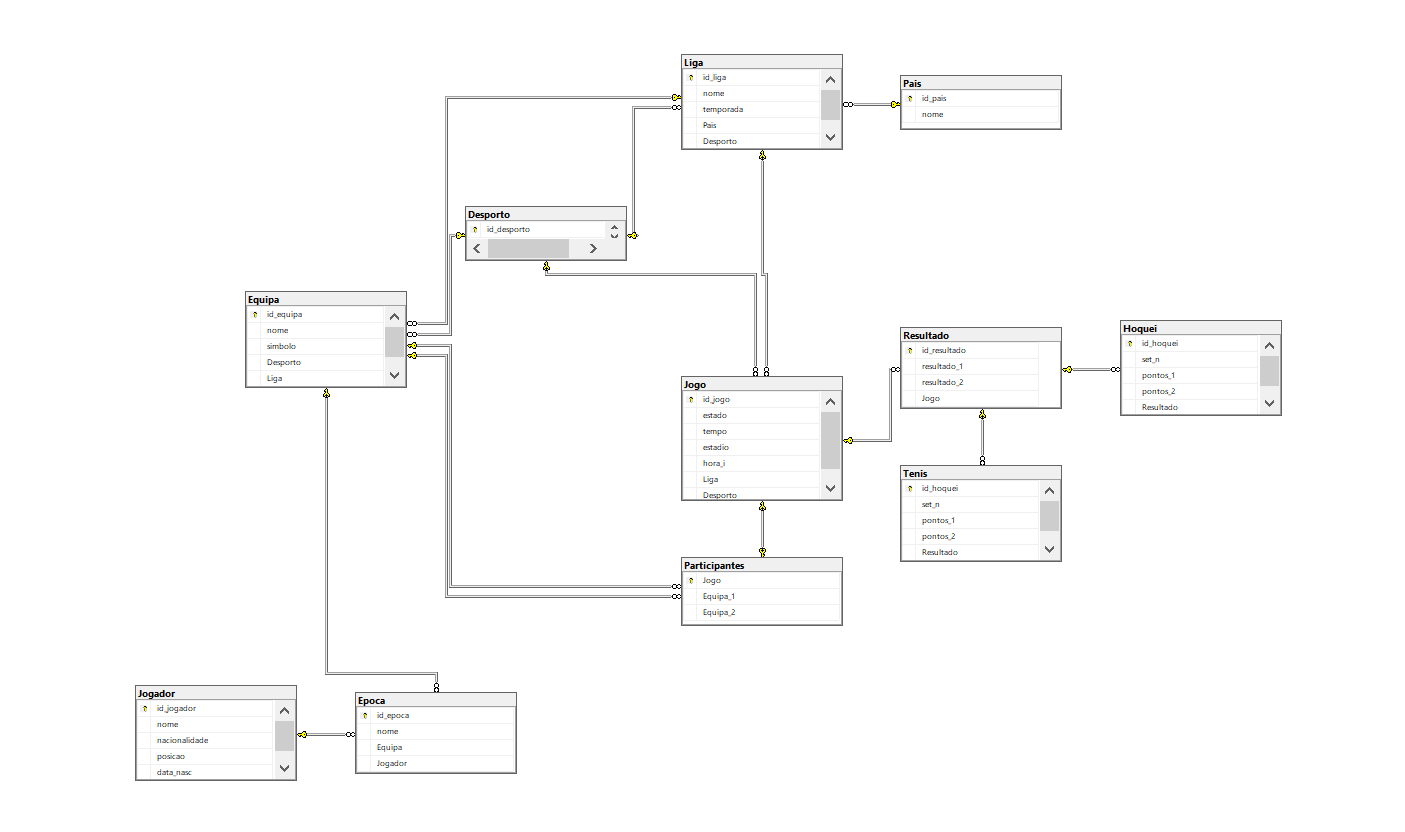 Liga
id_liga
nome
temporada
Pais
Desporto
Pais
id_pais
nome
Desporto
id_desporto
Equipa
id_equipa
nome
simbolo
Desporto
Liga
Jogo
id_jogo
estado
tempo
estadio
hora_i
Liga
Desporto
Resultado
id_resultado
resultado_1
resultado_2
Jogo
Hoquei
id_hoquei
set_n
pontos_1
pontos_2
Resultado
Tenis
id_hoquei
set_n
pontos_1
pontos_2
Resultado
Participantes
Jogo
Equipa_1
Equipa_2
Jogador
id_jogador
nome
nacionalidade
posicao
data_nasc
Epoca
id_epoca
nome
Equipa
Jogador